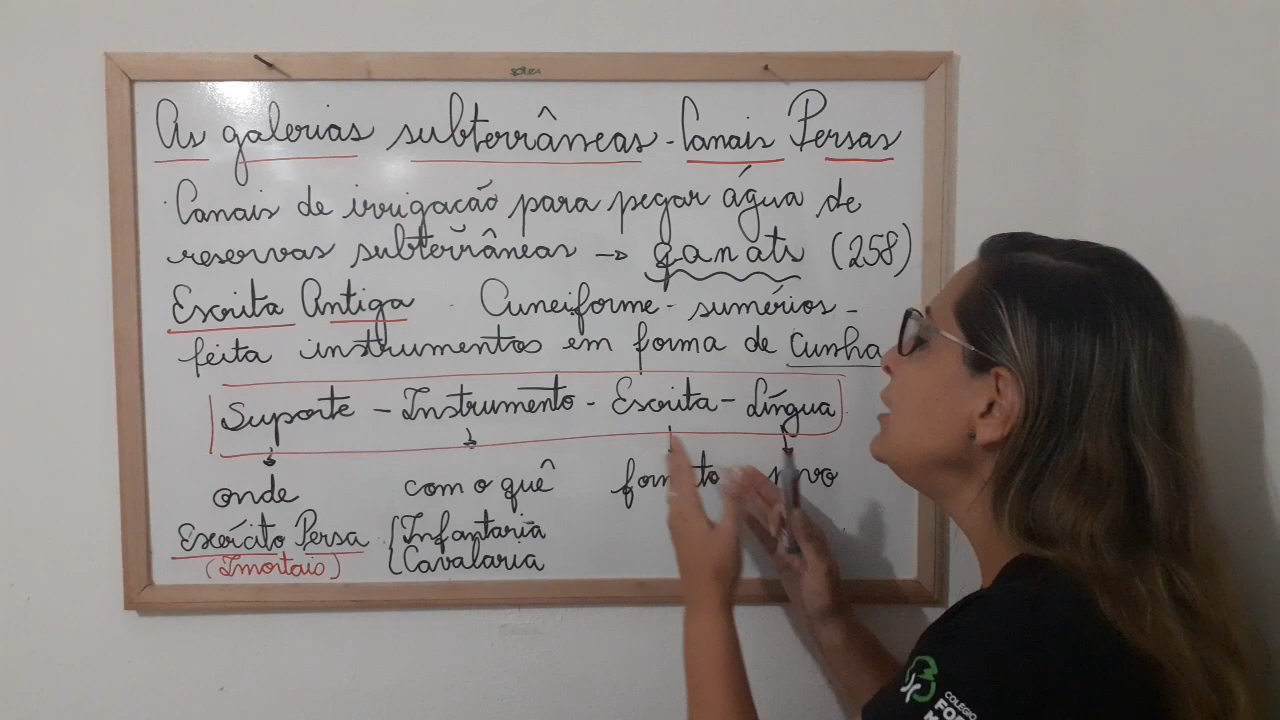 As galerias subterrâneas - Canais Persas
. Canais de irrigação para pegar água de
reservas subterrâneas → qanats (258)
Escrita Antiga . Cuneiforme - sumérios -
feita instrumentos em forma de cunha
Suporte - Instrumento - Escrita - Língua
onde com o quê
Exército Persa { Infantaria
(Imortais) Cavalaria
COLÉGIO